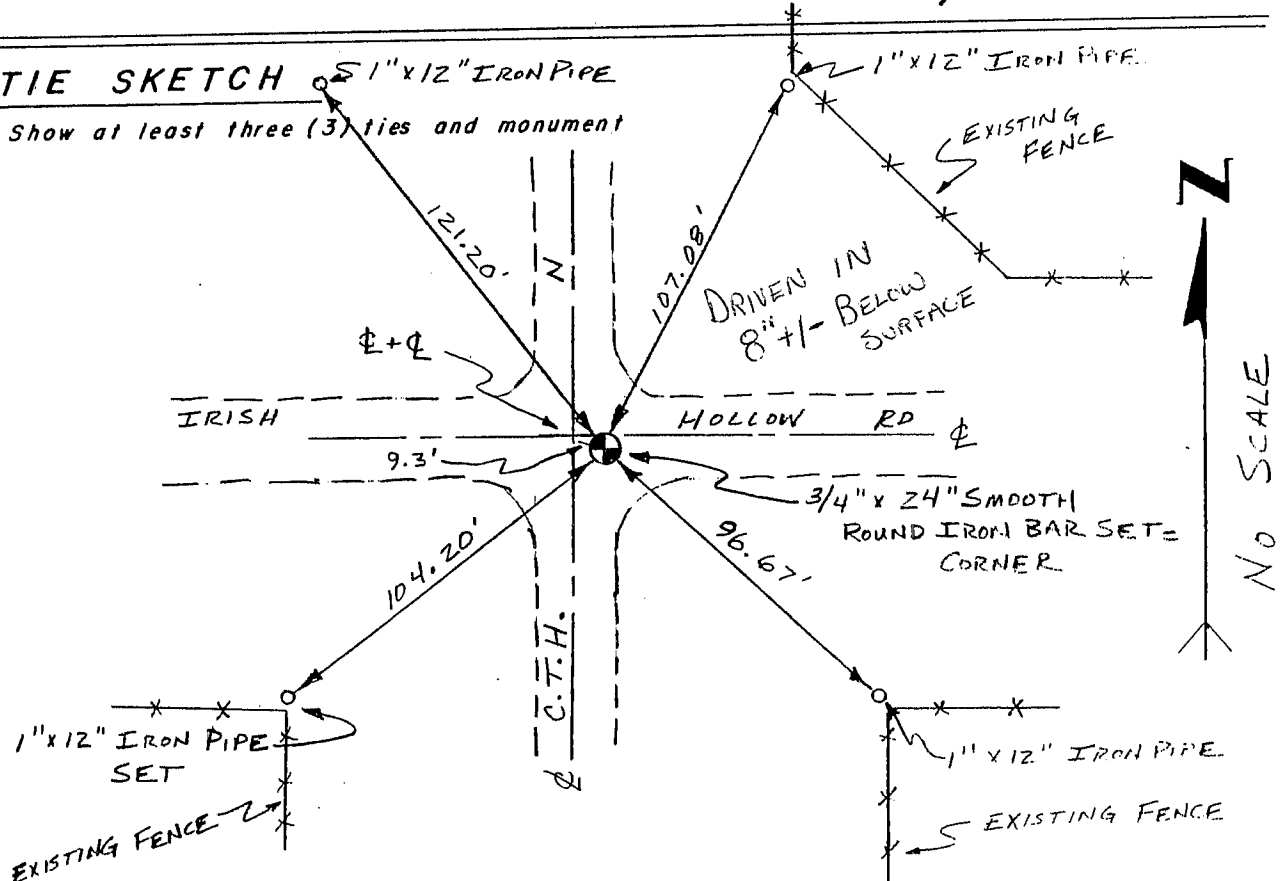 TIE SKETCH
1"x12" IRON PIPE
1"x12" IRON PIPE
Show at least three (3) ties and monument
EXISTING
FENCE
N
121.20'
107.08'
N
DRIVEN IN
8"+/- BELOW
SURFACE
℄+℄
IRISH HOLLOW RD ℄
9.3'
NO SCALE
3/4" x 24" SMOOTH
ROUND IRON BAR SET =
CORNER
104.20'
96.67'
C.T.H.
1"x12" IRON PIPE
SET
℄
1"x12" IRON PIPE
EXISTING FENCE
EXISTING FENCE